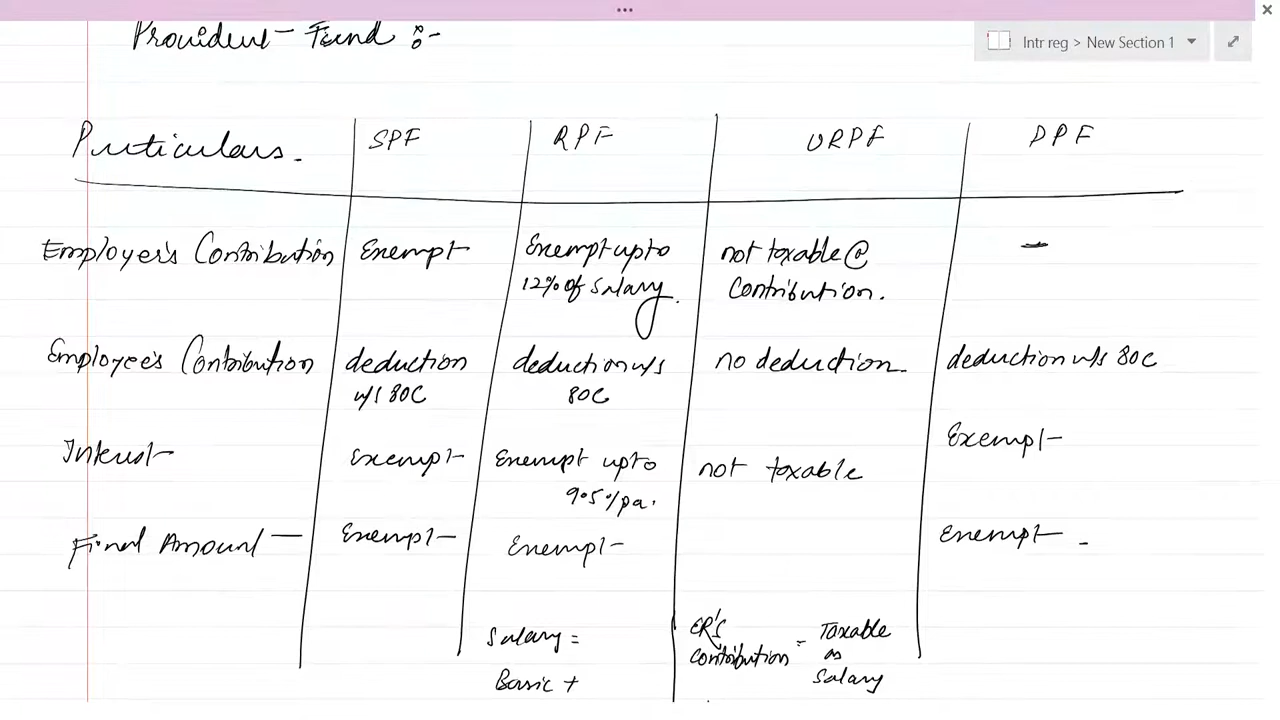 ...
Provident Fund :-
Intr reg > New Section 1
Particulars. SPF RPF URPF PPF
Employer's Contribution Exempt Exempt upto not taxable @ -
12% of salary. Contribution.
Employee's Contribution deduction deduction u/s no deduction. deduction u/s 80C
u/s 80C 80C
Interest Exempt Exempt upto not taxable Exempt
9.5% pa.
Final Amount Exempt Exempt Exempt -
Salary = ER's contribution = Taxable as Salary
Basic +